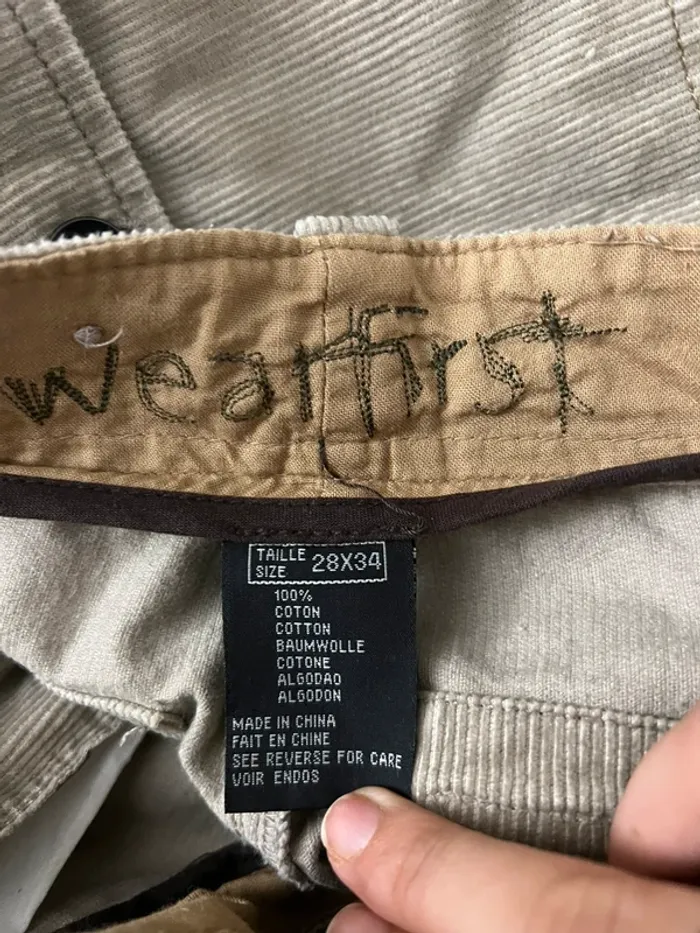 wearfirst
TAILLE
SIZE 28X34
100%
COTON
COTTON
BAUMWOLLE
COTONE
ALGODAO
ALGODON
MADE IN CHINA
FAIT EN CHINE
SEE REVERSE FOR CARE
VOIR ENDOS